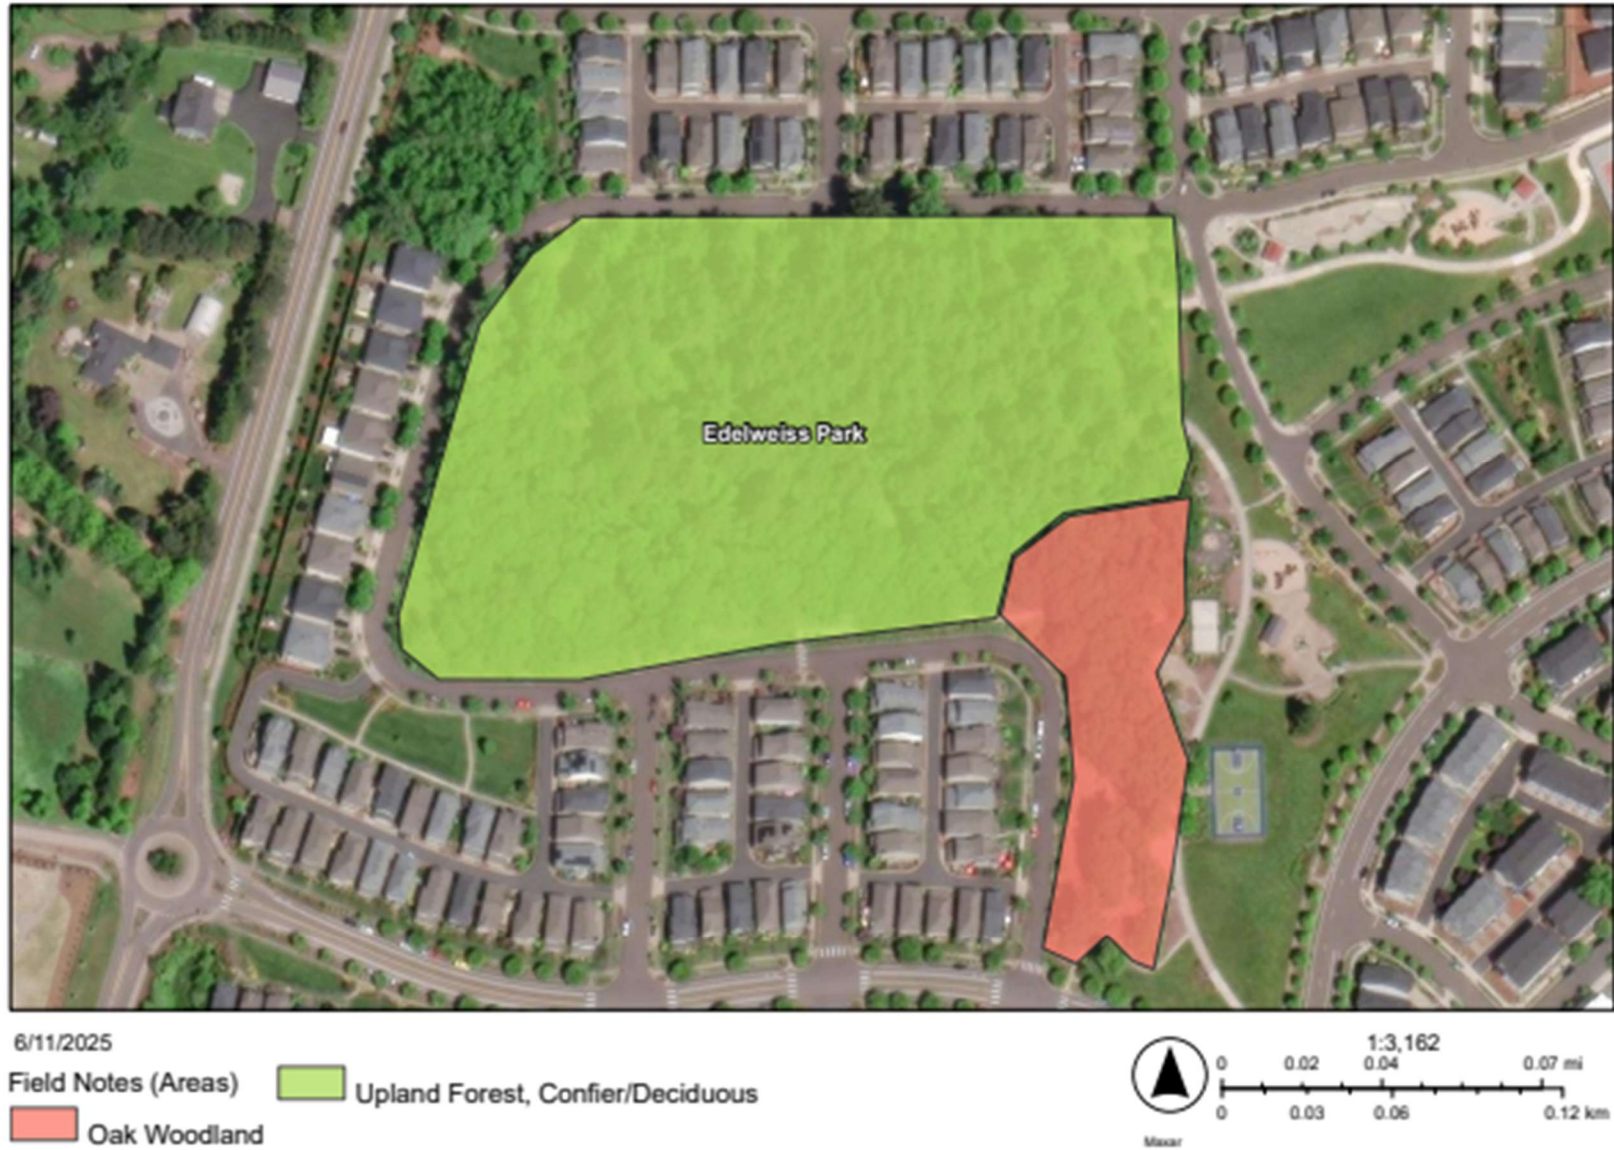 Edelweiss Park
6/11/2025
Field Notes (Areas)
Upland Forest, Confier/Deciduous
Oak Woodland
1:3,162
0 0.02 0.04 0.07 mi
0 0.03 0.06 0.12 km
Maxar